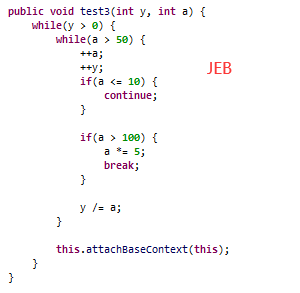 public void test3(int y, int a) {
    while(y > 0) {
        while(a > 50) {
            ++a;
            ++y;
            if(a <= 10) {
                continue;
            }

            if(a > 100) {
                a *= 5;
                break;
            }

            y /= a;
        }

        this.attachBaseContext(this);
    }
}
JEB